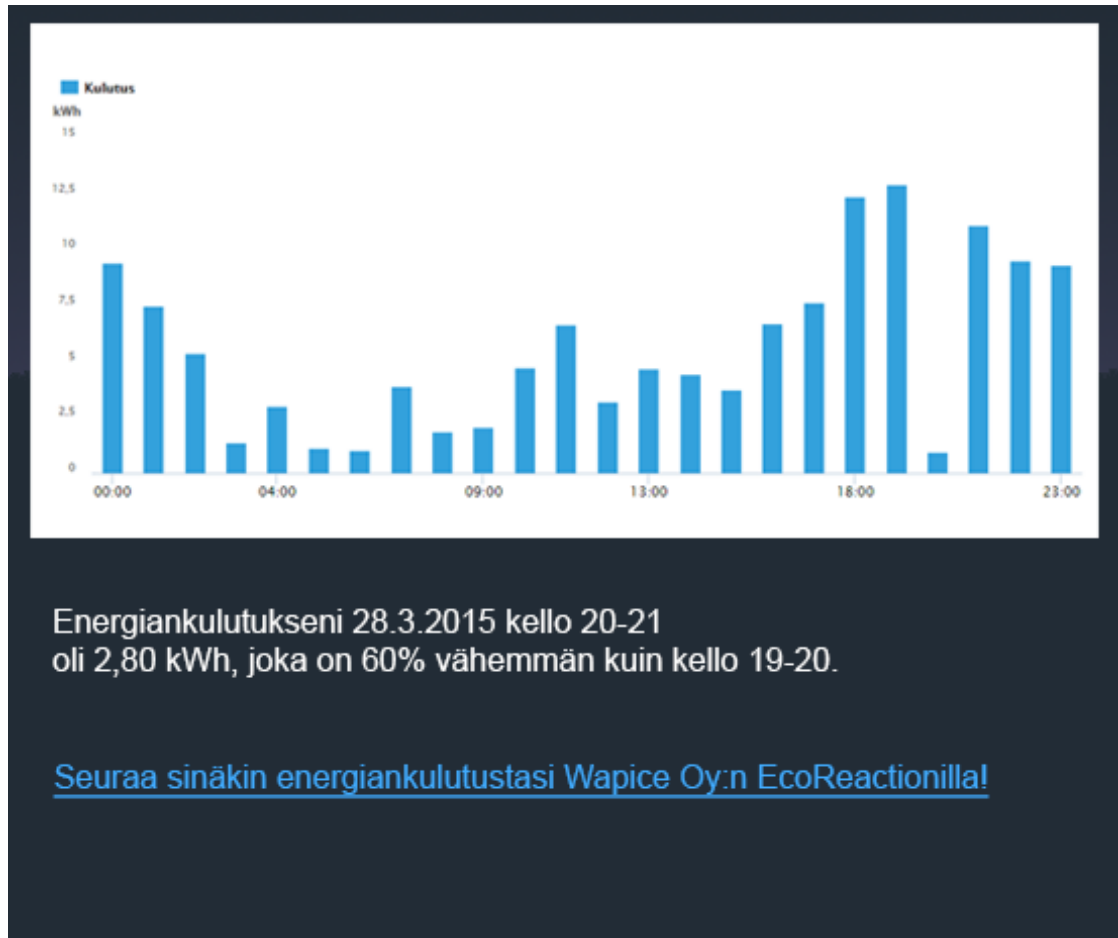 Kulutus
kWh
15
12,5
10
7,5
5
2,5
0
00:00 04:00 09:00 13:00 18:00 23:00
Energiankulutukseni 28.3.2015 kello 20-21
oli 2,80 kWh, joka on 60% vähemmän kuin kello 19-20.
Seuraa sinäkin energiankulutustasi Wapice Oy:n EcoReactionilla!